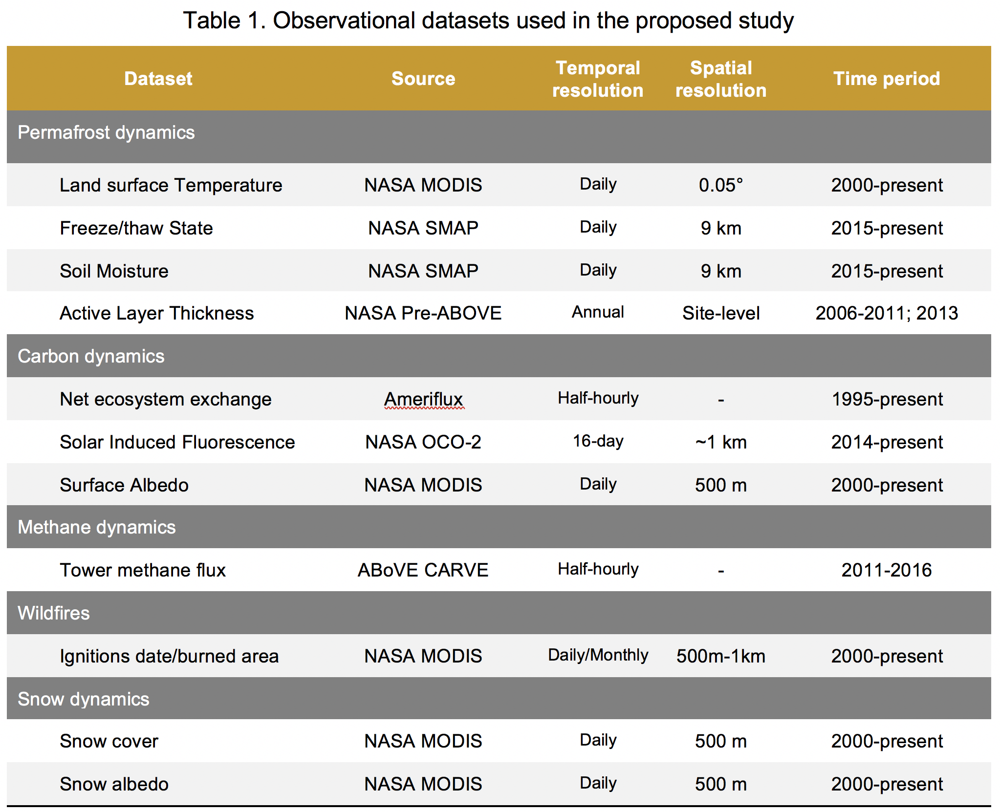 Table 1. Observational datasets used in the proposed study
Dataset Source Temporal resolution Spatial resolution Time period
Permafrost dynamics
Land surface Temperature NASA MODIS Daily 0.05° 2000-present
Freeze/thaw State NASA SMAP Daily 9 km 2015-present
Soil Moisture NASA SMAP Daily 9 km 2015-present
Active Layer Thickness NASA Pre-ABOVE Annual Site-level 2006-2011; 2013
Carbon dynamics
Net ecosystem exchange Ameriflux Half-hourly - 1995-present
Solar Induced Fluorescence NASA OCO-2 16-day ~1 km 2014-present
Surface Albedo NASA MODIS Daily 500 m 2000-present
Methane dynamics
Tower methane flux ABoVE CARVE Half-hourly - 2011-2016
Wildfires
Ignitions date/burned area NASA MODIS Daily/Monthly 500m-1km 2000-present
Snow dynamics
Snow cover NASA MODIS Daily 500 m 2000-present
Snow albedo NASA MODIS Daily 500 m 2000-present